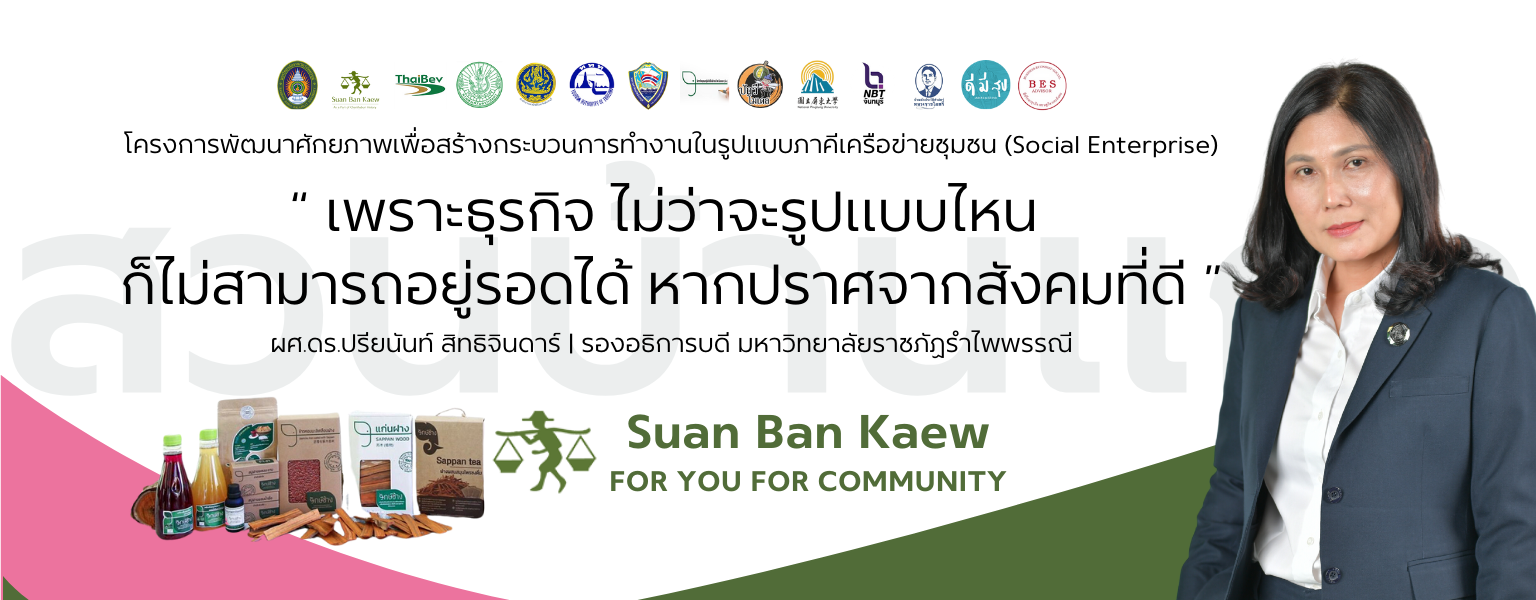 Suan Ban Kaew
ThaiBev
NBT
จันทบุรี
ดีมีสุข
BES
โครงการพัฒนาศักยภาพเพื่อสร้างกระบวนการทำงานในรูปแบบภาคีเครือข่ายชุมชน (Social Enterprise)
“ เพราะธุรกิจ ไม่ว่าจะรูปแบบไหน
ก็ไม่สามารถอยู่รอดได้ หากปราศจากสังคมที่ดี ”
ผศ.ดร.ปรียนันท์ สิทธิจินดาร์ | รองอธิการบดี มหาวิทยาลัยราชภัฏรำไพพรรณี
สวนบ้านแก
แก่นฝาง
SAPPAN WOOD
Sappan tea
Suan Ban Kaew
FOR YOU FOR COMMUNITY